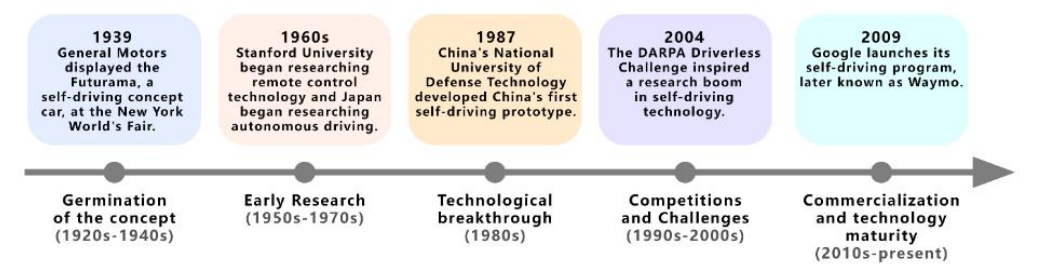 1939
General Motors
displayed the
Futurama, a
self-driving concept
car, at the New York
World's Fair.
1960s
Stanford University
began researching
remote control
technology and Japan
began researching
autonomous driving.
1987
China's National
University of
Defense Technology
developed China's first
self-driving prototype.
2004
The DARPA Driverless
Challenge inspired
a research boom
in self-driving
technology.
2009
Google launches its
self-driving program,
later known as Waymo.
Germination
of the concept
(1920s-1940s)
Early Research
(1950s-1970s)
Technological
breakthrough
(1980s)
Competitions
and Challenges
(1990s-2000s)
Commercialization
and technology
maturity
(2010s-present)